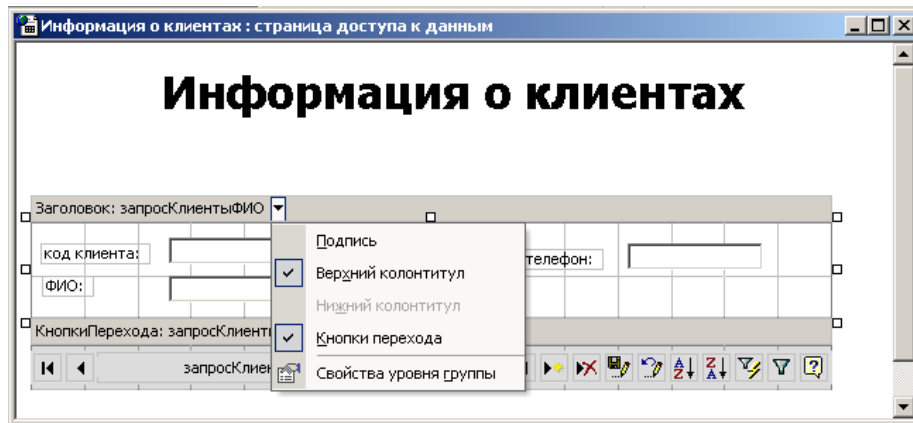 Информация о клиентах : страница доступа к данным
Информация о клиентах
Заголовок: запросКлиентыФИО
Подпись
код клиента:
телефон:
Верхний колонтитул
ФИО:
Нижний колонтитул
КнопкиПерехода: запросКлиент
Кнопки перехода
запросКлиен
Свойства уровня группы